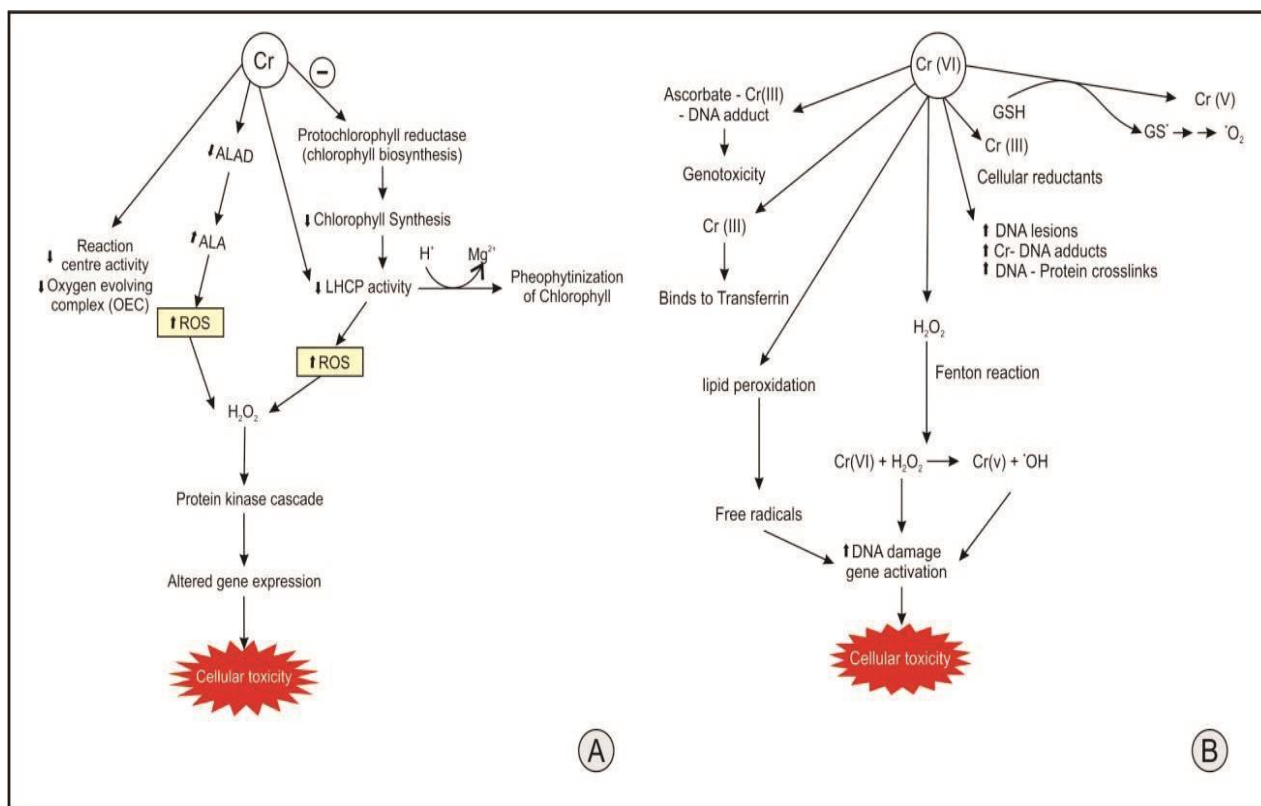 Cr
−
Protochlorophyll reductase
(chlorophyll biosynthesis)
⬇ALAD
⬇Chlorophyll Synthesis
⬆ALA
⬇ Reaction
centre activity
⬇Oxygen evolving
complex (OEC)
H⁺
Mg²⁺
⬇LHCP activity
Pheophytinization
of Chlorophyll
⬆ROS
⬆ROS
H₂O₂
Protein kinase cascade
Altered gene expression
Cellular toxicity
A
Cr (VI)
Ascorbate - Cr(III)
- DNA adduct
Genotoxicity
GSH
Cr (V)
GS˙
˙O₂
Cr (III)
Cellular reductants
Cr (III)
Binds to Transferrin
⬆ DNA lesions
⬆ Cr- DNA adducts
⬆ DNA - Protein crosslinks
H₂O₂
Fenton reaction
lipid peroxidation
Cr(VI) + H₂O₂
Cr(v) + ˙OH
Free radicals
⬆DNA damage
gene activation
Cellular toxicity
B